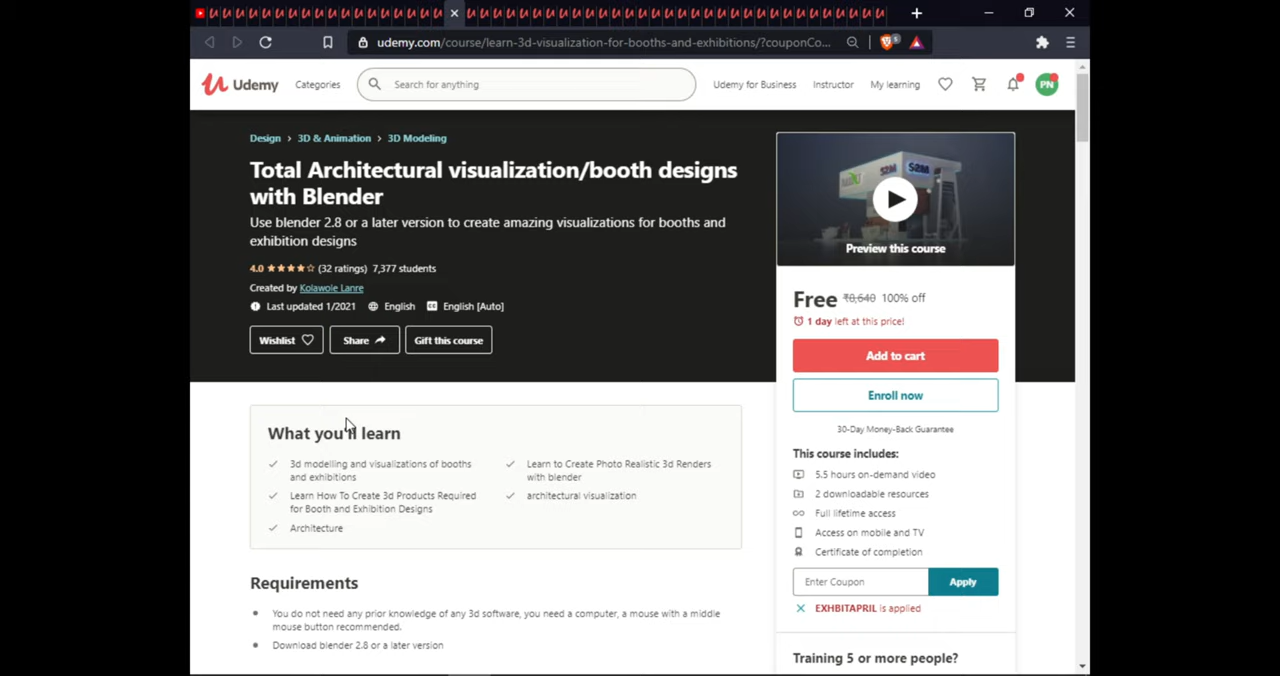 udemy.com/course/learn-3d-visualization-for-booths-and-exhibitions/?couponCo...
Udemy
Categories
Search for anything
Udemy for Business
Instructor
My learning
PN
Design > 3D & Animation > 3D Modeling
Total Architectural visualization/booth designs
with Blender
Use blender 2.8 or a later version to create amazing visualizations for booths and
exhibition designs
4.0 (32 ratings) 7,377 students
Created by Kolawole Lanre
Last updated 1/2021 English English [Auto]
Wishlist
Share
Gift this course
Preview this course
Free ₹8,640 100% off
1 day left at this price!
Add to cart
Enroll now
30-Day Money-Back Guarantee
This course includes:
5.5 hours on-demand video
2 downloadable resources
Full lifetime access
Access on mobile and TV
Certificate of completion
Enter Coupon
Apply
EXHBITAPRIL is applied
Training 5 or more people?
What you'll learn
3d modelling and visualizations of booths
and exhibitions
Learn How To Create 3d Products Required
for Booth and Exhibition Designs
Architecture
Learn to Create Photo Realistic 3d Renders
with blender
architectural visualization
Requirements
You do not need any prior knowledge of any 3d software, you need a computer, a mouse with a middle
mouse button recommended.
Download blender 2.8 or a later version